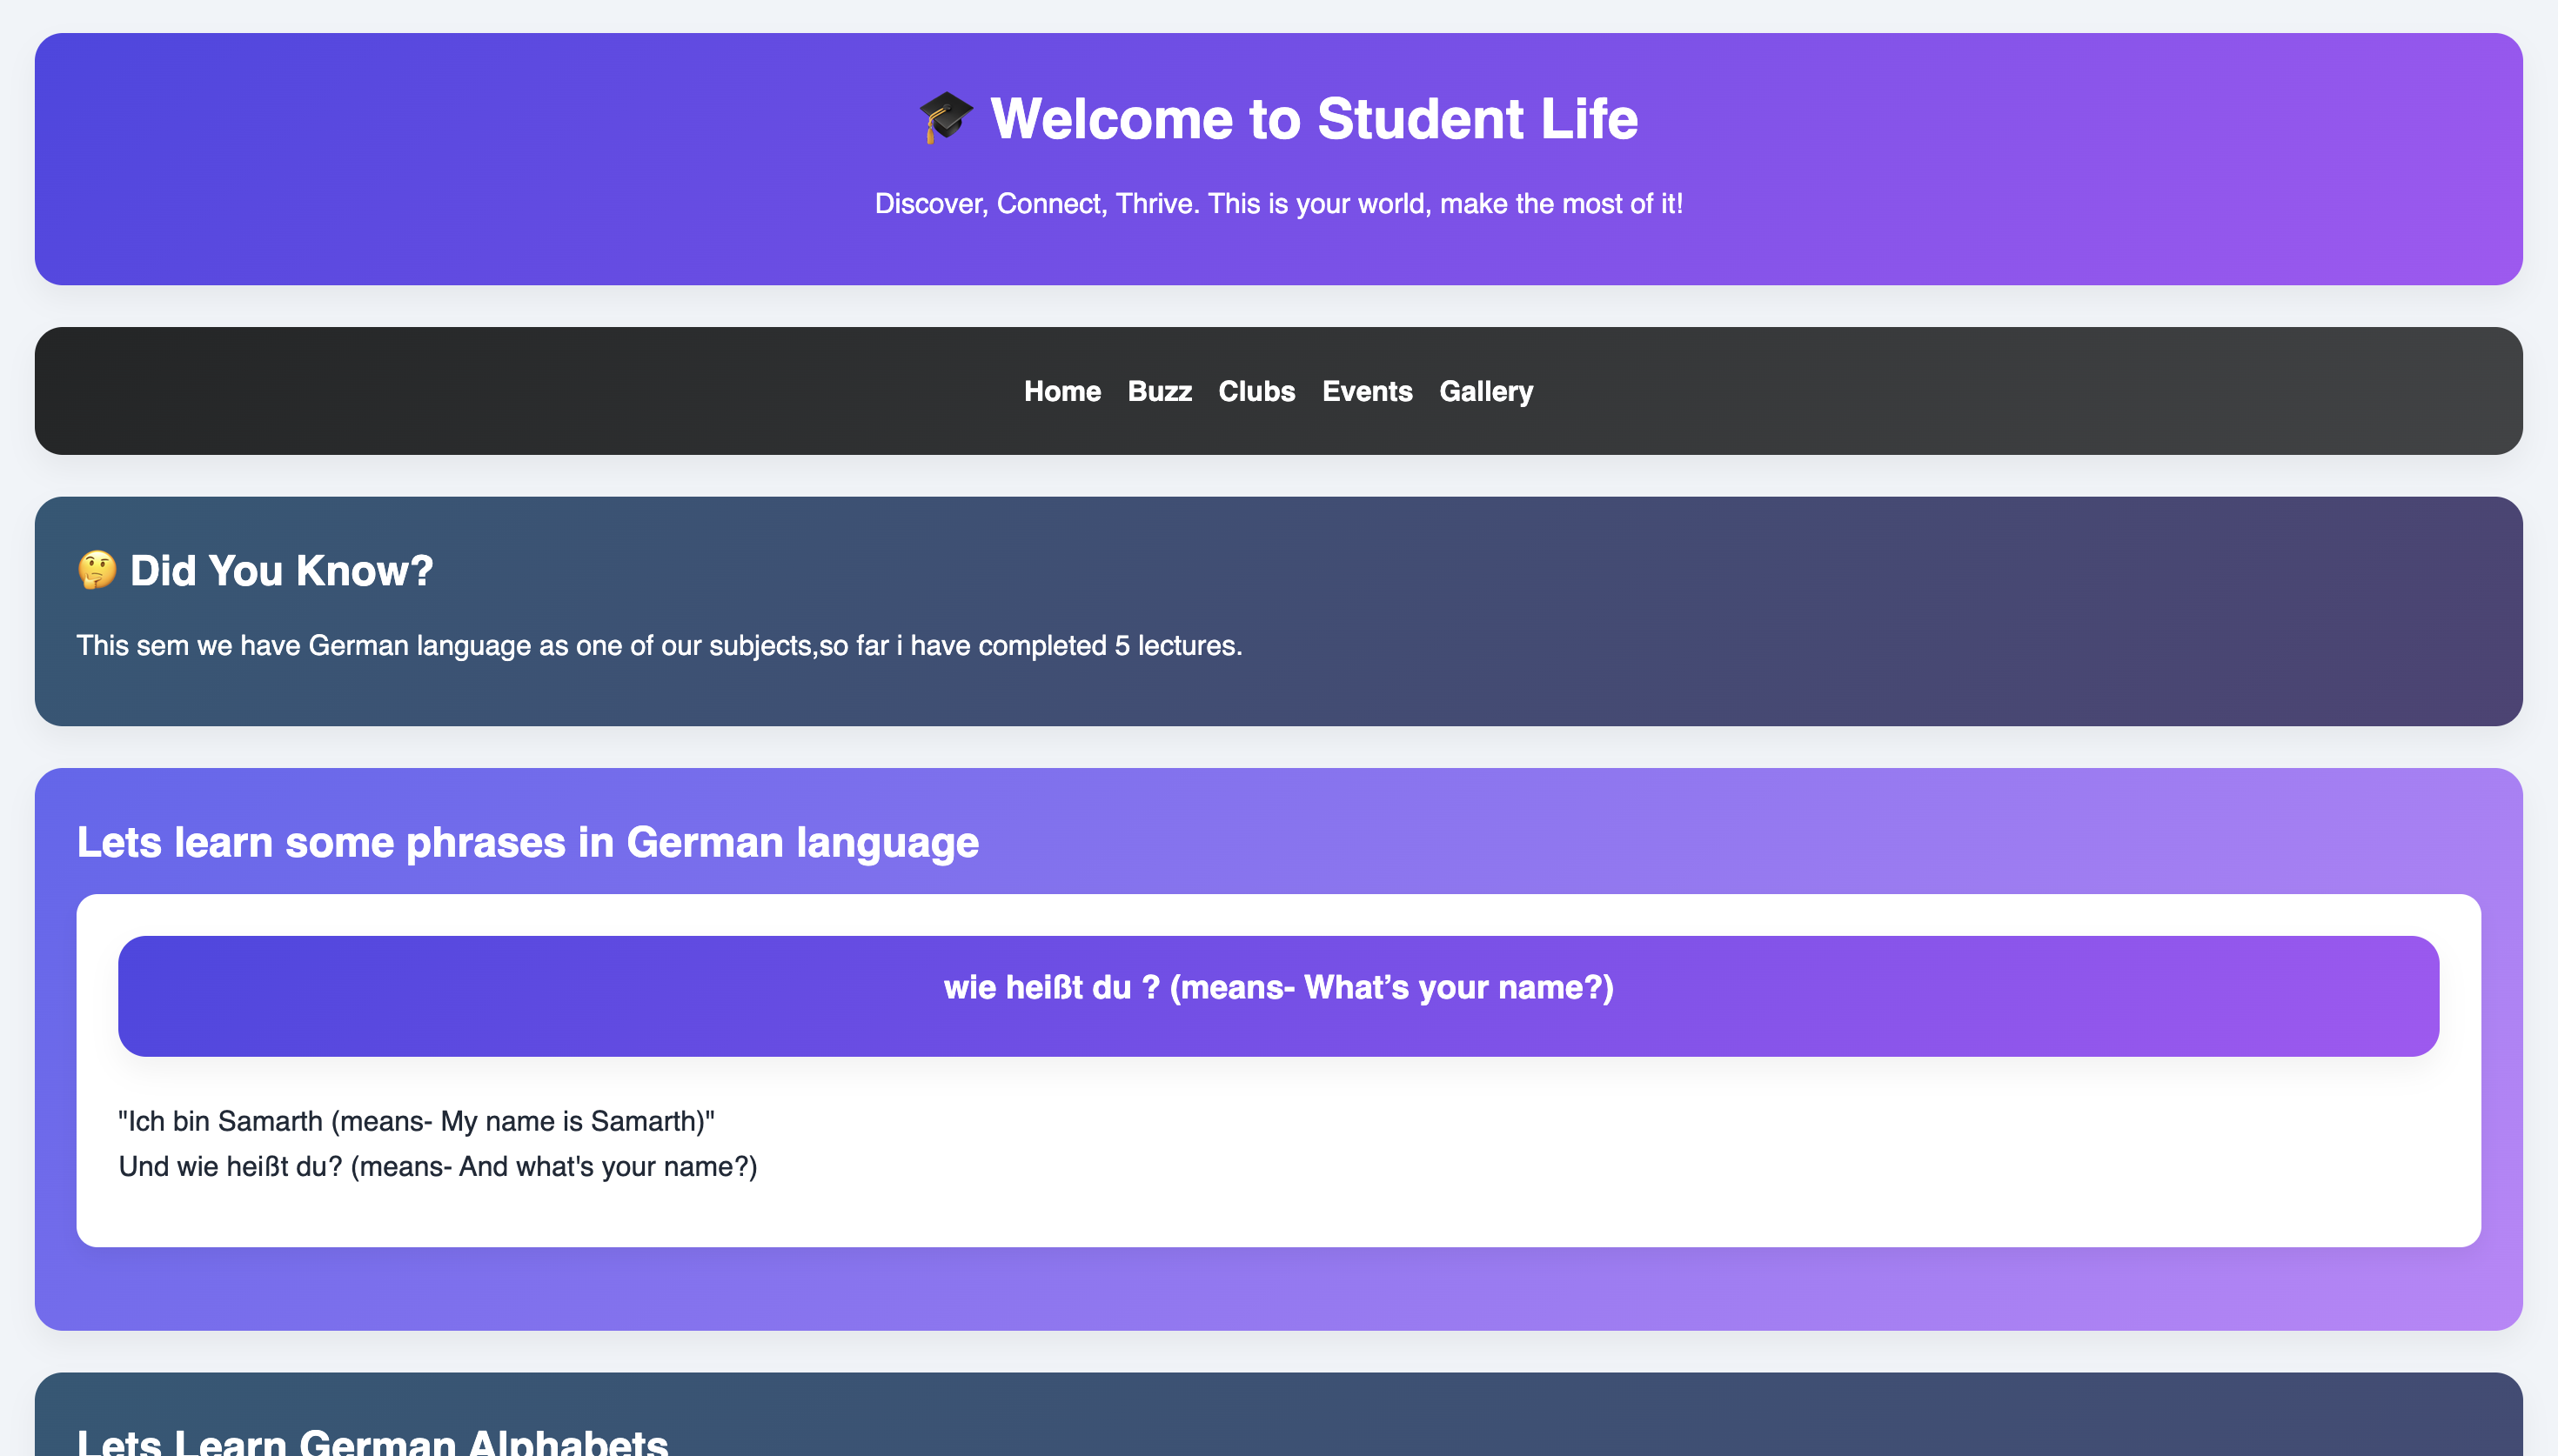 🎓 Welcome to Student Life
Discover, Connect, Thrive. This is your world, make the most of it!
Home Buzz Clubs Events Gallery
🤔 Did You Know?
This sem we have German language as one of our subjects,so far i have completed 5 lectures.
Lets learn some phrases in German language
wie heißt du ? (means- What’s your name?)
"Ich bin Samarth (means- My name is Samarth)"
Und wie heißt du? (means- And what's your name?)
Lets Learn German Alphabets